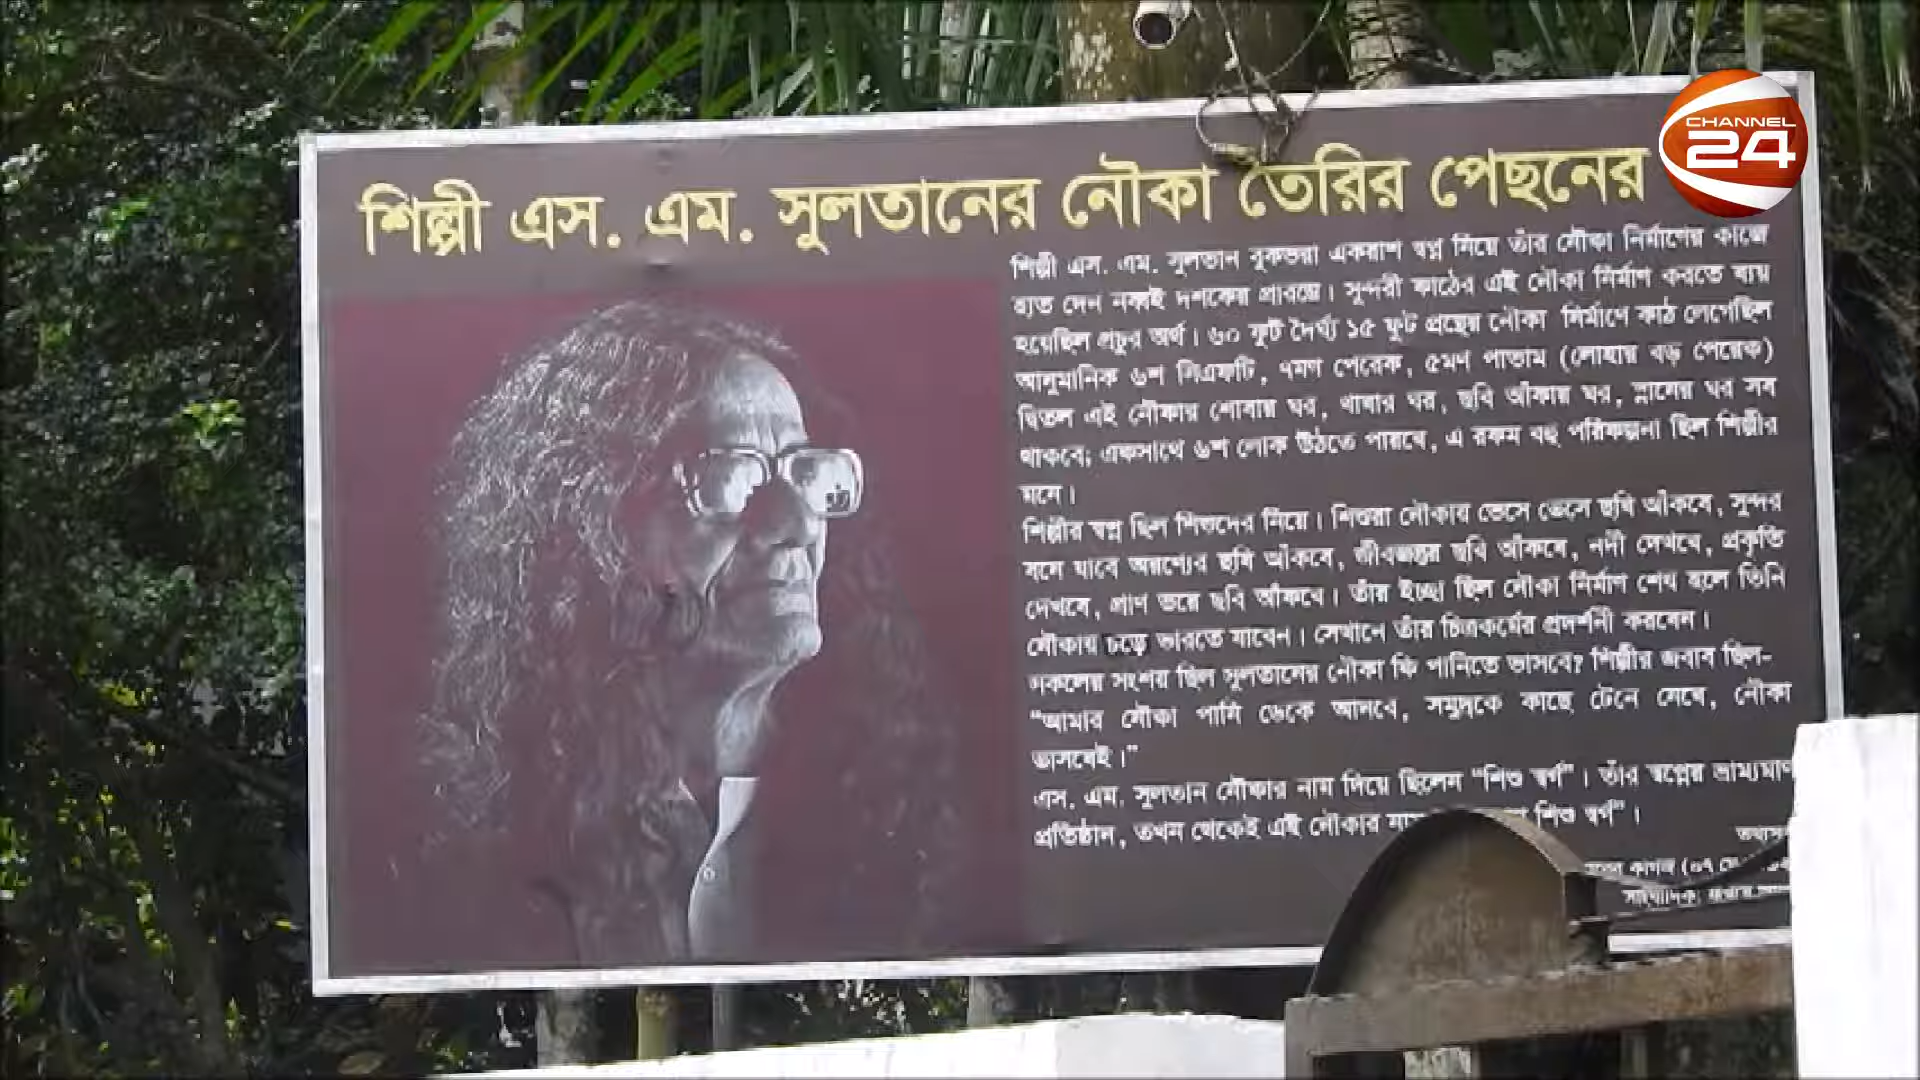 CHANNEL
24
শিল্পী এস. এম. সুলতানের নৌকা তৈরির পেছনের
শিল্পী এস. এম. সুলতান বুকভরা একরাশ স্বপ্ন নিয়ে তাঁর নৌকা নির্মাণের কাজে
হাত দেন নব্বই দশকের প্রারম্ভে। সুন্দরী কাঠের এই নৌকা নির্মাণ করতে ব্যয়
হয়েছিল প্রচুর অর্থ। ৬০ ফুট দৈর্ঘ্য ১৫ ফুট প্রস্থের নৌকা নির্মাণে কাঠ লেগেছিল
আনুমানিক ৬শ সিএফটি, ৭মণ পেরেক, ৫মণ পাতাম (লোহার বড় পেরেক)
দ্বিতল এই নৌকার শোবার ঘর, খাবার ঘর, ছবি আঁকার ঘর, স্নানের ঘর সব
থাকবে; একসাথে ৬শ লোক উঠতে পারবে, এ রকম বহু পরিকল্পনা ছিল শিল্পীর
মনে।
শিল্পীর স্বপ্ন ছিল শিশুদের নিয়ে। শিশুরা নৌকায় ভেসে ভেসে ছবি আঁকবে, সুন্দর
বনে যাবে অরণ্যের ছবি আঁকবে, জীবজন্তুর ছবি আঁকবে, নদী দেখবে, প্রকৃতি
দেখবে, প্রাণ ভরে ছবি আঁকবে। তাঁর ইচ্ছা ছিল নৌকা নির্মাণ শেষ হলে তিনি
নৌকায় চড়ে ভারতে যাবেন। সেখানে তাঁর চিত্রকর্মের প্রদর্শনী করবেন।
সকলের সংশয় ছিল সুলতানের নৌকা কি পানিতে ভাসবে? শিল্পীর জবাব ছিল-
“আমার নৌকা পানি ডেকে আনবে, সমুদ্রকে কাছে টেনে নেবে, নৌকা
ভাসবেই।”
এস. এম. সুলতান নৌকার নাম দিয়ে ছিলেন “শিশু স্বর্গ”। তাঁর স্বপ্নের ভ্রাম্যমাণ
প্রতিষ্ঠান, তখন থেকেই এই নৌকার শিশু স্বর্গ”।
কাগজ (০৭
সাংবাদিক: